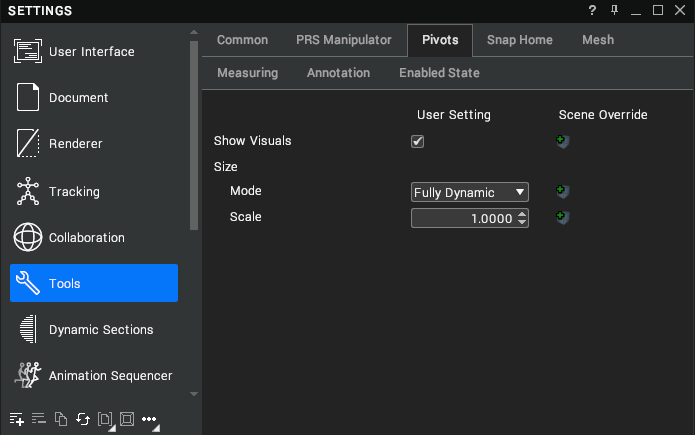 SETTINGS
?
User Interface
Document
Renderer
Tracking
Collaboration
Tools
Dynamic Sections
Animation Sequencer
Common PRS Manipulator Pivots Snap Home Mesh
Measuring Annotation Enabled State
User Setting Scene Override
Show Visuals
Size
Mode Fully Dynamic
Scale 1.0000